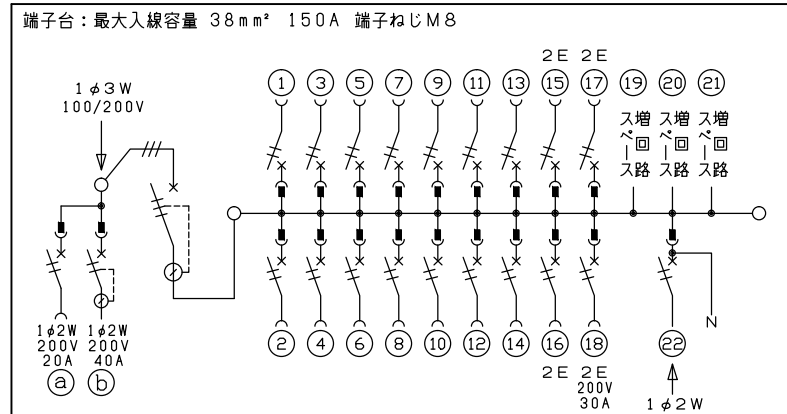 端子台：最大入線容量 38mm² 150A 端子ねじM8
2E 2E
1 3 5 7 9 11 13 15 17 19 20 21
1φ3W
100/200V
増回路
スペース
増回路
スペース
増回路
スペース
N
1φ2W
200V
20A
a
1φ2W
200V
40A
b
2 4 6 8 10 12 14 16 18 22
2E 2E
200V
30A
1φ2W